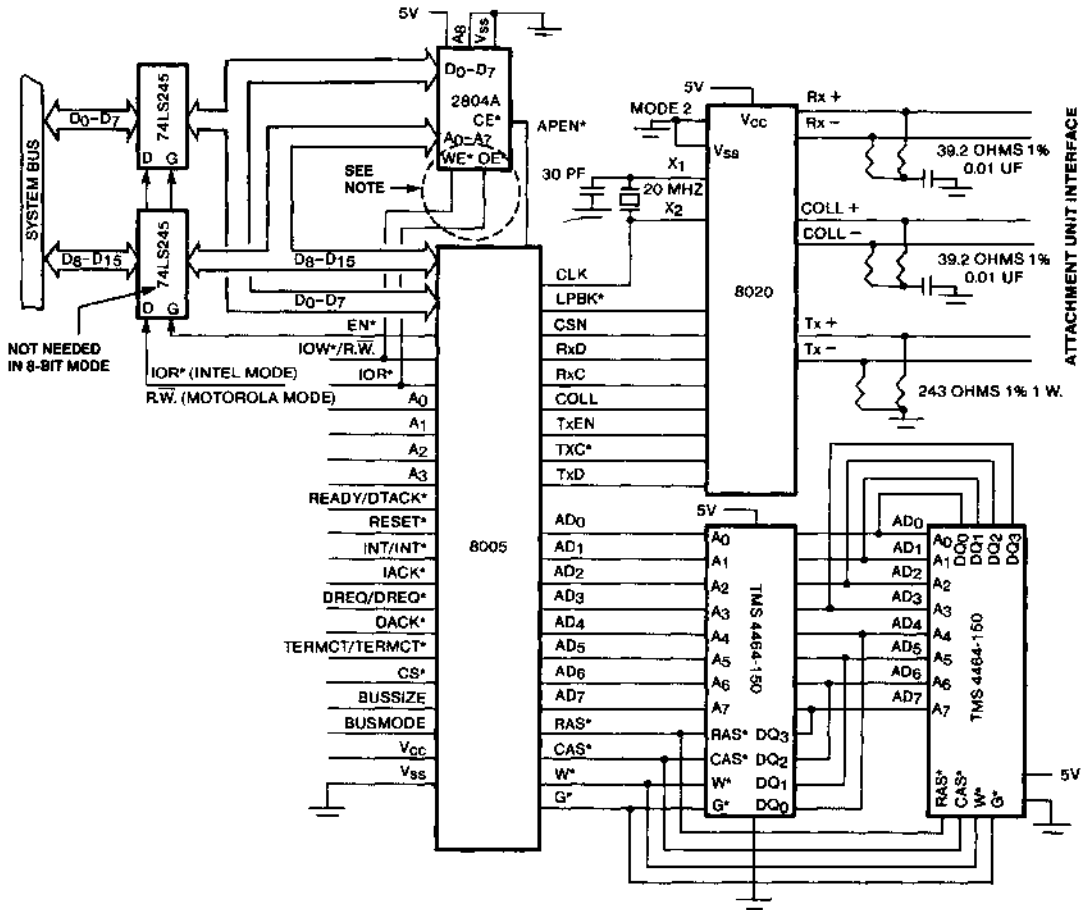 5V
A8
VSS
D0–D7
2804A
CE*
A0–A7
WE* OE*
APEN*
SEE
NOTE
SYSTEM BUS
D0–D7
74LS245
D G
D8–D15
74LS245
D G
D8–D15
D0–D7
NOT NEEDED
IN 8-BIT MODE
EN*
IOW*/R.W.
IOR*
IOR* (INTEL MODE)
R.W. (MOTOROLA MODE)
A0
A1
A2
A3
READY/DTACK*
RESET*
INT/INT*
IACK*
DREQ/DREQ*
DACK*
TERMCT/TERMCT*
CS*
BUSSIZE
BUSMODE
VCC
VSS
8005
CLK
LPBK*
CSN
RxD
RxC
COLL
TxEN
TXC*
TxD
AD0
AD1
AD2
AD3
AD4
AD5
AD6
AD7
RAS*
CAS*
W*
G*
5V
MODE 2
VCC
VSS
X1
30 PF
20 MHZ
X2
8020
Rx +
Rx –
39.2 OHMS 1%
0.01 UF
COLL +
COLL –
39.2 OHMS 1%
0.01 UF
Tx +
Tx –
243 OHMS 1% 1 W.
ATTACHMENT UNIT INTERFACE
5V
A0
A1
A2
A3
A4
A5
A6
A7
RAS* DQ3
CAS* DQ2
W* DQ1
G* DQ0
TMS 4464-150
AD0
AD1
AD2
AD3
AD4
AD5
AD6
AD7
A0
A1
A2
A3
A4
A5
A6
A7
DQ0
DQ1
DQ2
DQ3
TMS 4464-150
RAS*
CAS*
W*
G*
5V